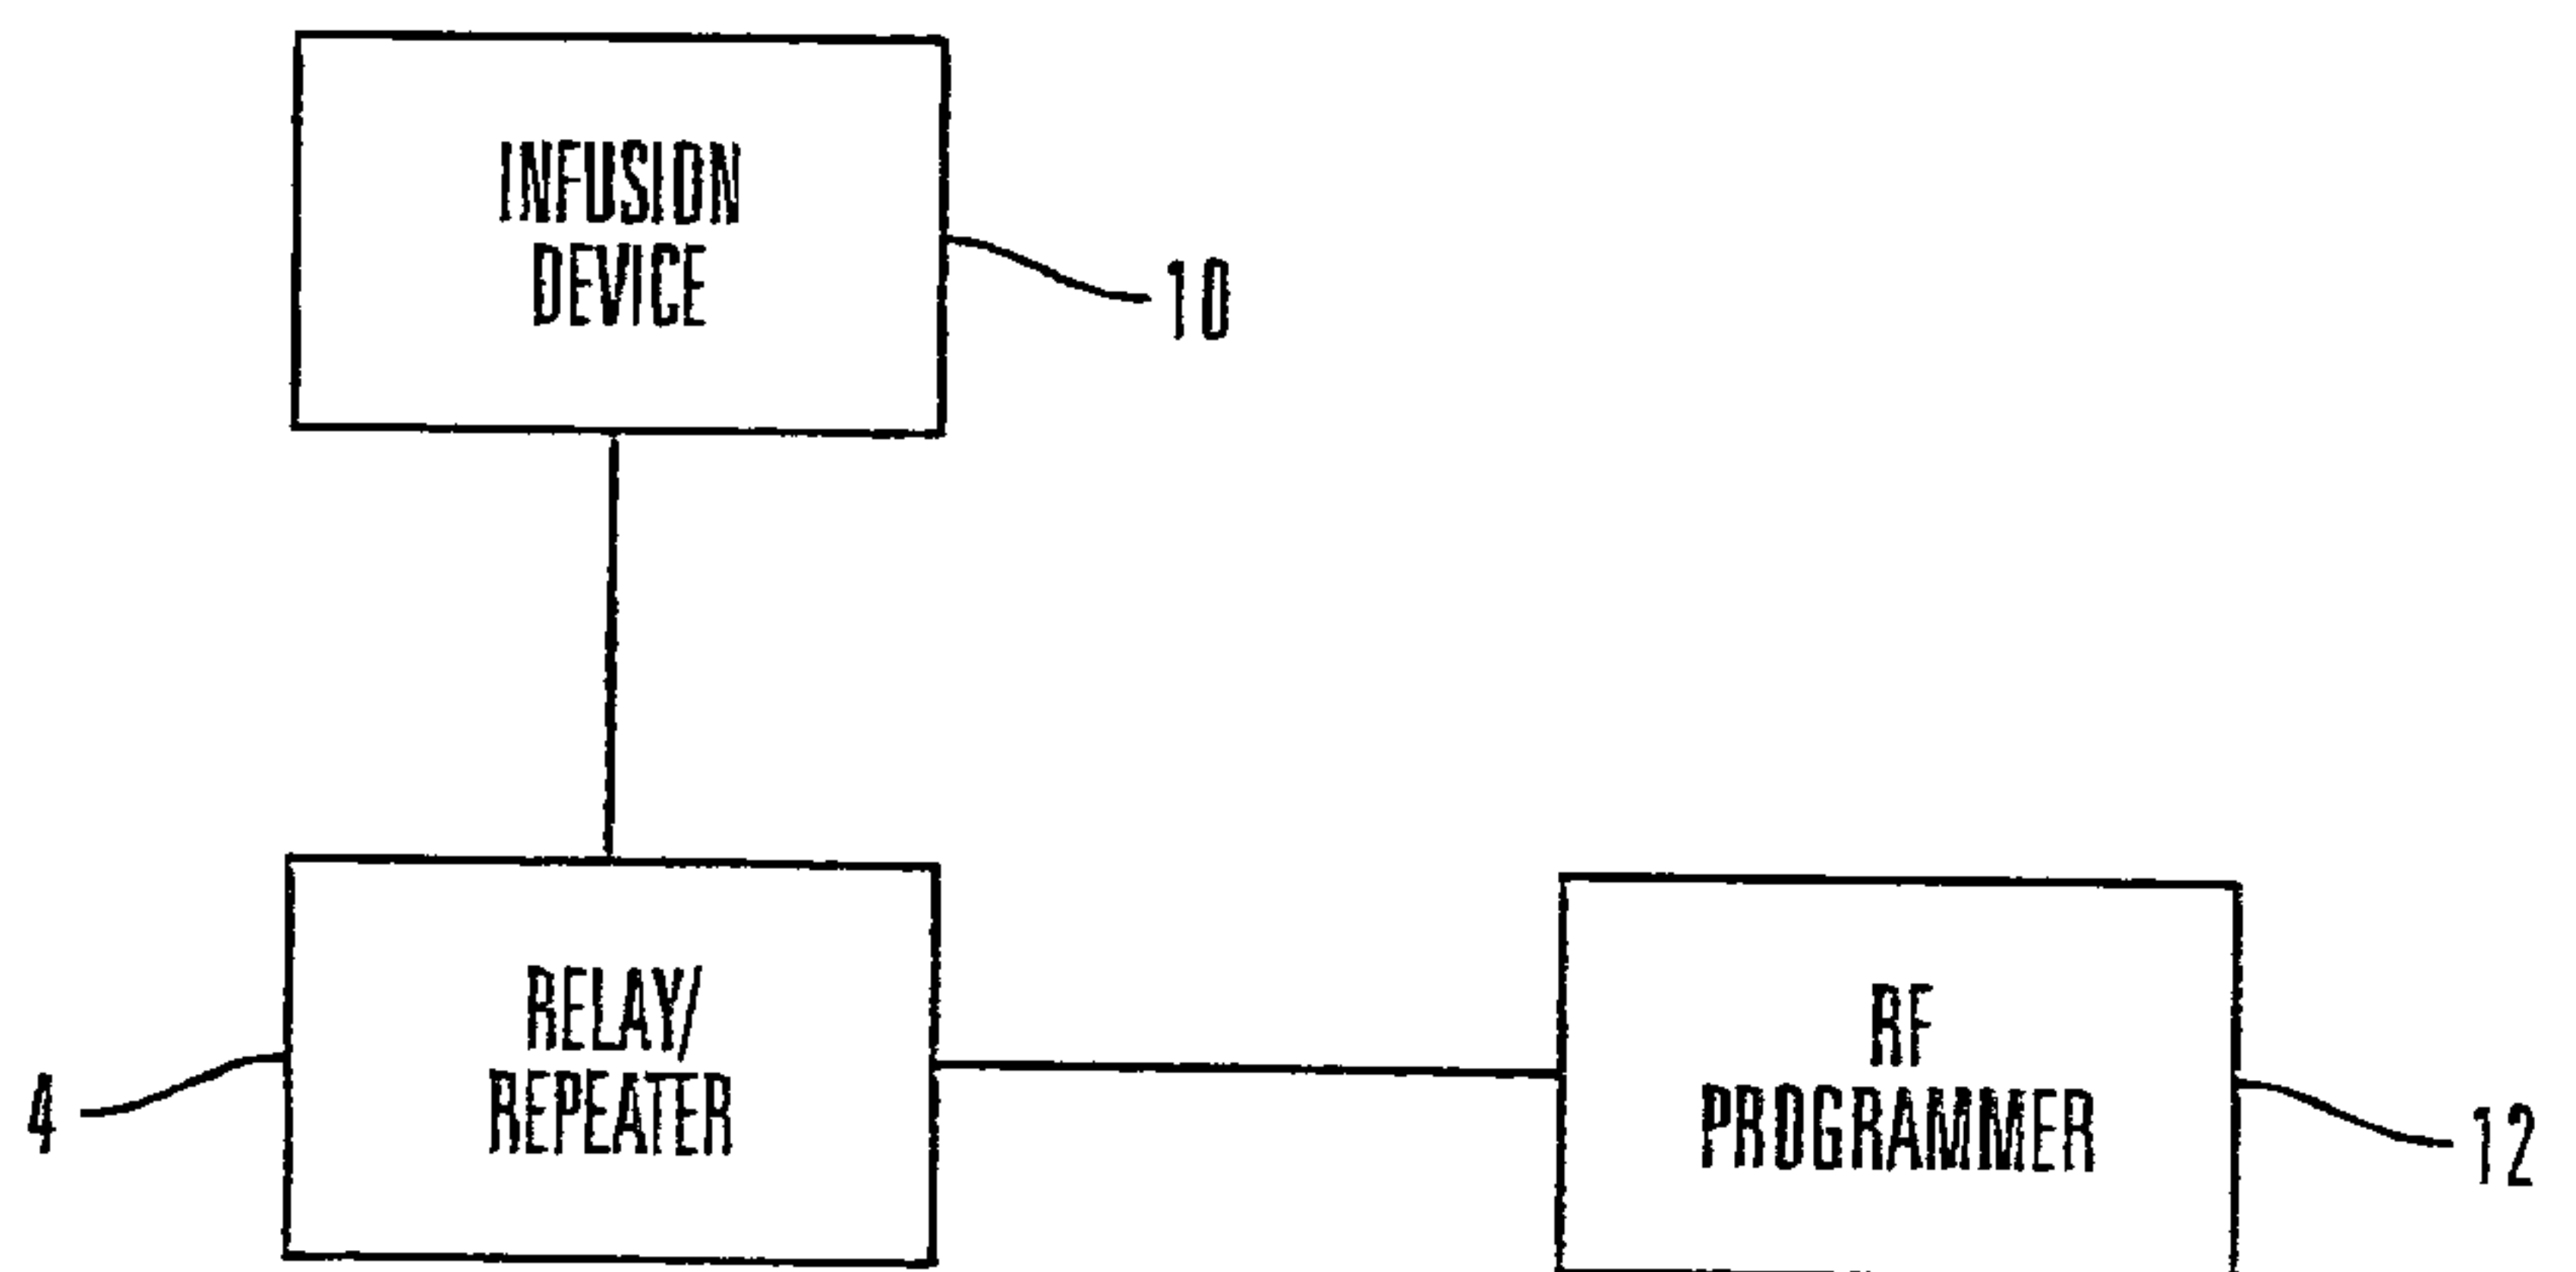 INFUSION
DEVICE
10
RELAY/
REPEATER
4
RF
PROGRAMMER
12